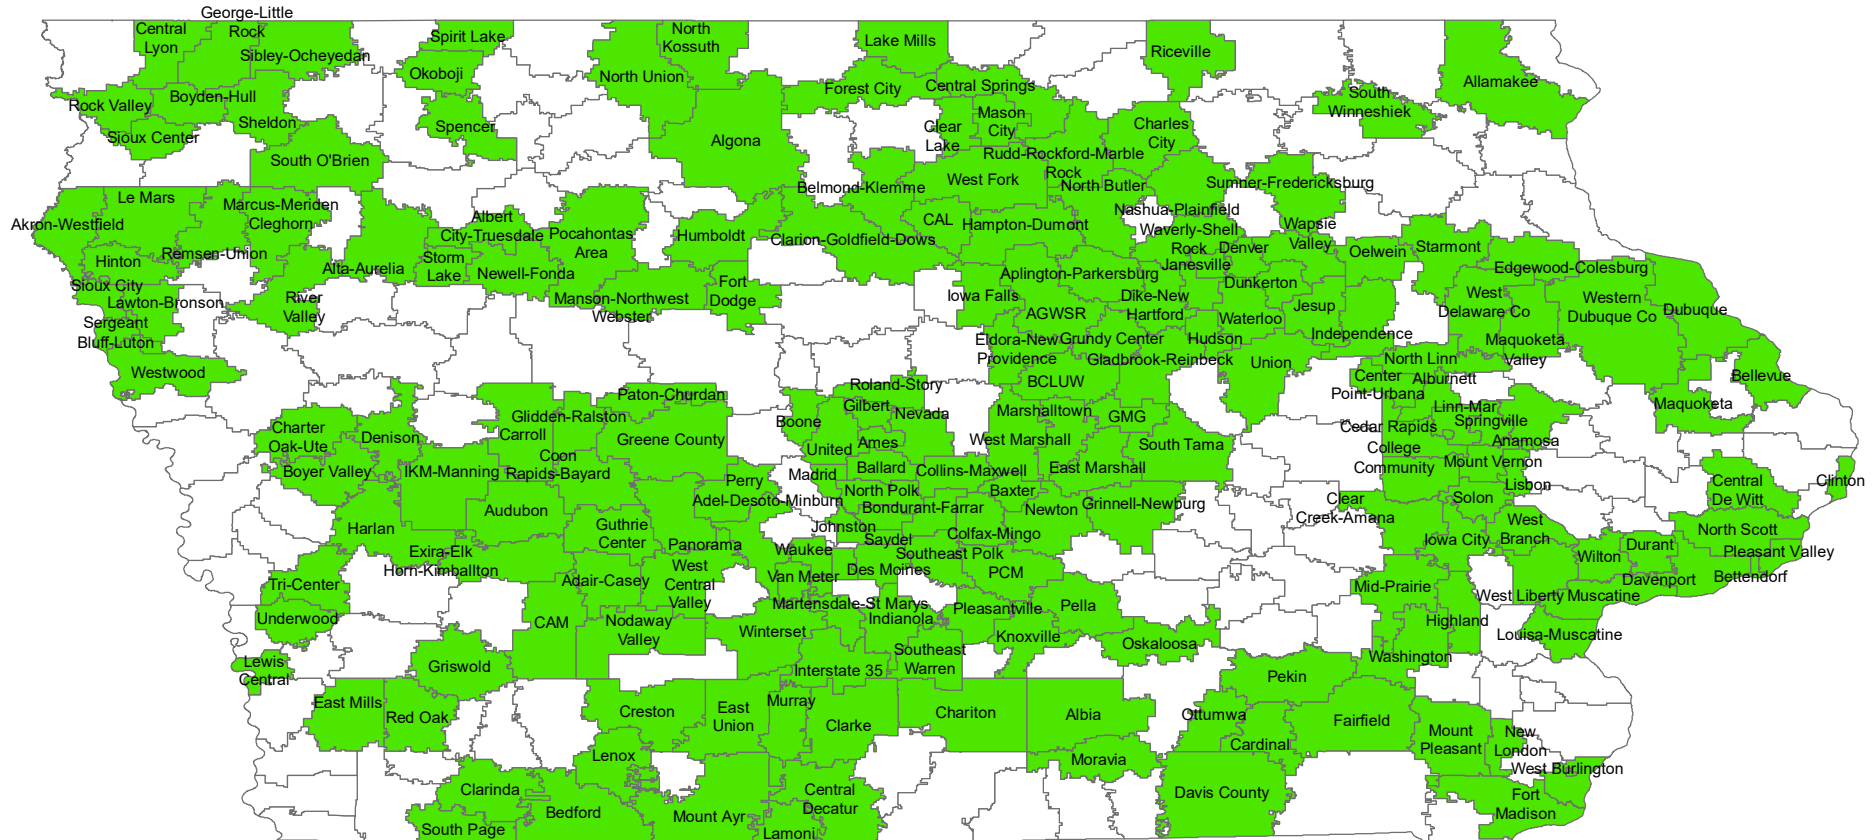 George-Little
Rock
Central
Lyon
Sibley-Ocheyedan
Spirit Lake
Okoboji
North
Kossuth
North Union
Lake Mills
Riceville
Allamakee
Rock Valley
Boyden-Hull
Sheldon
Sioux Center
South O'Brien
Spencer
Algona
Forest City
Central Springs
Clear
Lake
Mason
City
Charles
City
South
Winneshiek
Rudd-Rockford-Marble
Rock
Belmond-Klemme
West Fork
North Butler
Sumner-Fredericksburg
Le Mars
Marcus-Meriden
Cleghorn
Akron-Westfield
Remsen-Union
Hinton
Alta-Aurelia
Albert
City-Truesdale
Storm
Lake
Newell-Fonda
Pocahontas
Area
Humboldt
Clarion-Goldfield-Dows
CAL
Hampton-Dumont
Nashua-Plainfield
Waverly-Shell
Rock
Janesville
Denver
Wapsie
Valley
Oelwein
Starmont
Edgewood-Colesburg
Sioux City
Lawton-Bronson
Sergeant
Bluff-Luton
River
Valley
Westwood
Manson-Northwest
Webster
Fort
Dodge
Iowa Falls
Aplington-Parkersburg
AGWSR
Dike-New
Hartford
Dunkerton
Waterloo
Jesup
Independence
West
Delaware Co
Western
Dubuque Co
Dubuque
Eldora-New
Providence
Grundy Center
Hudson
Gladbrook-Reinbeck
Union
Maquoketa
Valley
North Linn
Center
Point-Urbana
Alburnett
Bellevue
Maquoketa
BCLUW
Roland-Story
Gilbert
Nevada
Paton-Churdan
Glidden-Ralston
Carroll
Coon
Rapids-Bayard
Greene County
Boone
United
Ames
Marshalltown
GMG
West Marshall
South Tama
East Marshall
Linn-Mar
Springville
Cedar Rapids
Anamosa
College
Community
Mount Vernon
Lisbon
Charter
Oak-Ute
Denison
Boyer Valley
IKM-Manning
Audubon
Harlan
Exira-Elk
Horn-Kimballton
Guthrie
Center
Panorama
Perry
Madrid
Adel-Desoto-Minburn
Ballard
Collins-Maxwell
North Polk
Bondurant-Farrar
Baxter
Newton
Grinnell-Newburg
Johnston
Saydel
Colfax-Mingo
Waukee
Southeast Polk
Clear
Creek-Amana
Solon
Central
De Witt
Clinton
Iowa City
West
Branch
North Scott
Wilton
Durant
Pleasant Valley
Davenport
Bettendorf
Tri-Center
Underwood
Adair-Casey
West
Central
Valley
Van Meter
Des Moines
PCM
Mid-Prairie
West Liberty
Muscatine
CAM
Nodaway
Valley
Martensdale-St Marys
Indianola
Winterset
Pleasantville
Pella
Knoxville
Oskaloosa
Highland
Louisa-Muscatine
Washington
Lewis
Central
Griswold
Interstate 35
Southeast
Warren
Pekin
East Mills
Red Oak
Creston
East
Union
Murray
Clarke
Chariton
Albia
Ottumwa
Cardinal
Fairfield
Mount
Pleasant
New
London
West Burlington
Lenox
Moravia
Clarinda
Bedford
South Page
Mount Ayr
Central
Decatur
Lamoni
Davis County
Fort
Madison